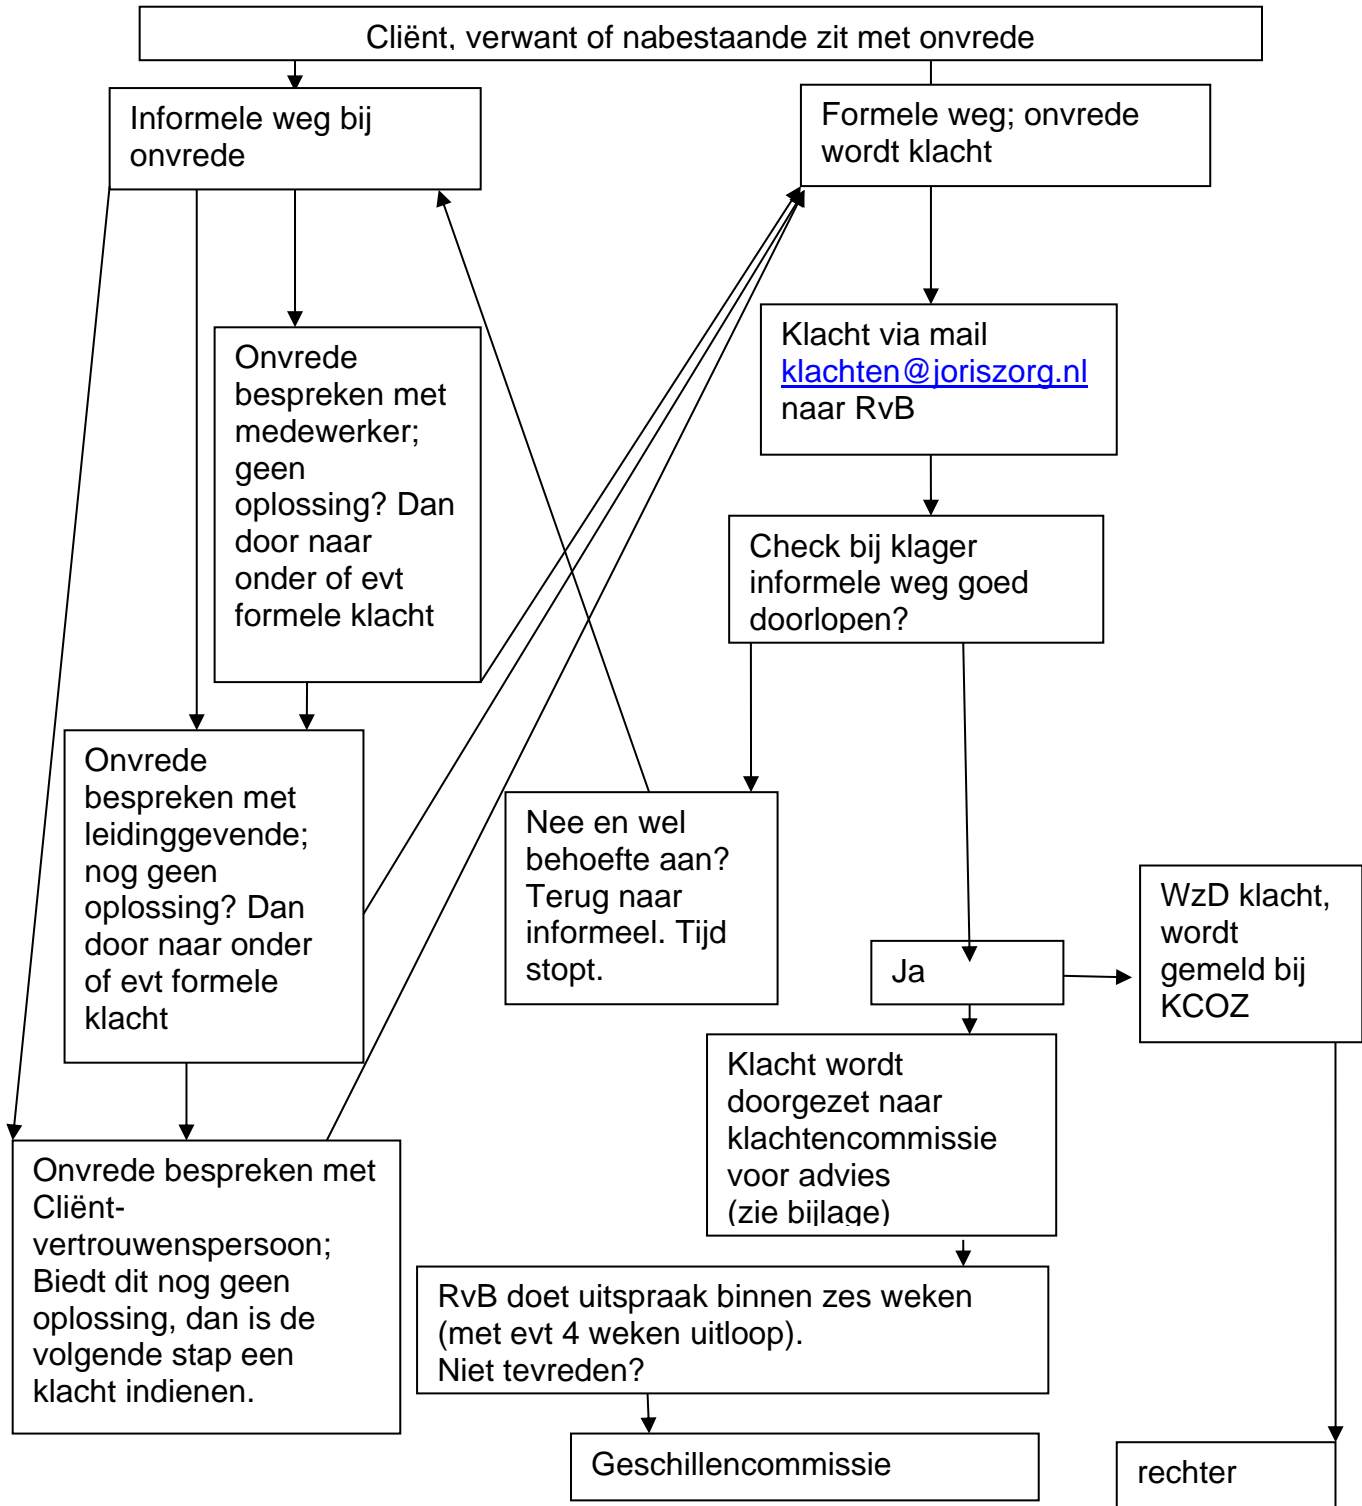 Cliënt, verwant of nabestaande zit met onvrede
Informele weg bij
onvrede
Formele weg; onvrede
wordt klacht
Onvrede
bespreken met
medewerker;
geen
oplossing? Dan
door naar
onder of evt
formele klacht
Klacht via mail
klachten@joriszorg.nl
naar RvB
Check bij klager
informele weg goed
doorlopen?
Onvrede
bespreken met
leidinggevende;
nog geen
oplossing? Dan
door naar onder
of evt formele
klacht
Nee en wel
behoefte aan?
Terug naar
informeel. Tijd
stopt.
Ja
WzD klacht,
wordt
gemeld bij
KCOZ
Klacht wordt
doorgezet naar
klachtencommissie
voor advies
(zie bijlage)
Onvrede bespreken met
Cliënt-
vertrouwenspersoon;
Biedt dit nog geen
oplossing, dan is de
volgende stap een
klacht indienen.
RvB doet uitspraak binnen zes weken
(met evt 4 weken uitloop).
Niet tevreden?
Geschillencommissie
rechter